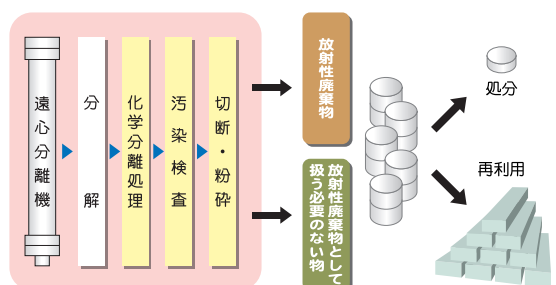 遠心分離機
分解
化学分離処理
汚染検査
切断・粉砕
放射性廃棄物
放射性廃棄物として
扱う必要のない物
処分
再利用